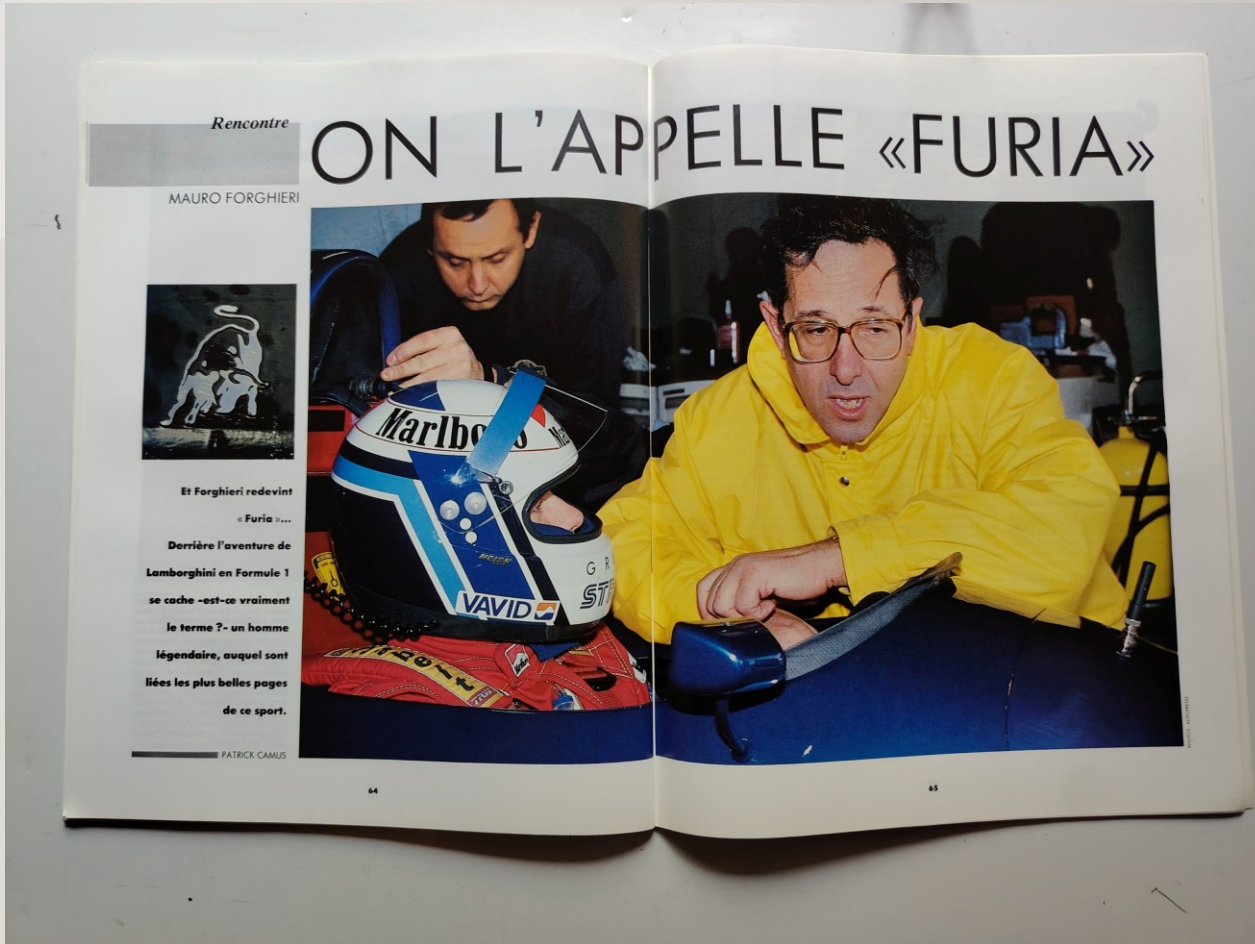 Rencontre
ON L'APPELLE «FURIA»
MAURO FORGHIERI
Et Forghieri redevint
« Furia »...
Derrière l'aventure de
Lamborghini en Formule 1
se cache -est-ce vraiment
le terme ?- un homme
légendaire, auquel sont
liées les plus belles pages
de ce sport.
PATRICK CAMUS
Marlboro
VAVID
64
65